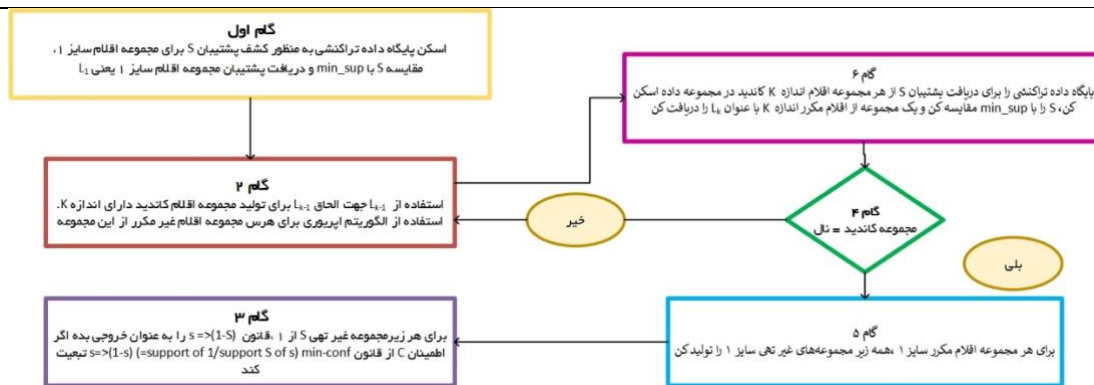 گام اول
اسکن پایگاه داده تراکنشی به منظور کشف پشتیبان S برای مجموعه اقلام سایز ۱،
مقایسه S با min_sup و دریافت پشتیبان مجموعه اقلام سایز ۱ یعنی L1
گام ۶
پایگاه داده تراکنشی را برای دریافت پشتیبان S از هر مجموعه اقلام اندازه K کاندید در مجموعه داده اسکن
کن، S را با min_sup مقایسه کن و یک مجموعه از اقلام مکرر اندازه K با عنوان Lk را دریافت کن
گام ۲
استفاده از Lk-1 جهت الحاق Lk-1 برای تولید مجموعه اقلام کاندید دارای اندازه K.
استفاده از الگوریتم اپریوری برای هرس مجموعه اقلام غیر مکرر از این مجموعه
خیر
گام ۴
مجموعه کاندید = نال
بلی
گام ۵
برای هر مجموعه اقلام مکرر سایز ۱ ،همه زیر مجموعه‌های غیر تهی سایز ۱ را تولید کن
گام ۳
برای هر زیرمجموعه غیر تهی S از ۱ ،قانون s =>(1-S) را به عنوان خروجی بده اگر
اطمینان C از قانون s=>(1-s) (=support of 1/support S of s) min-conf تبعیت
کند